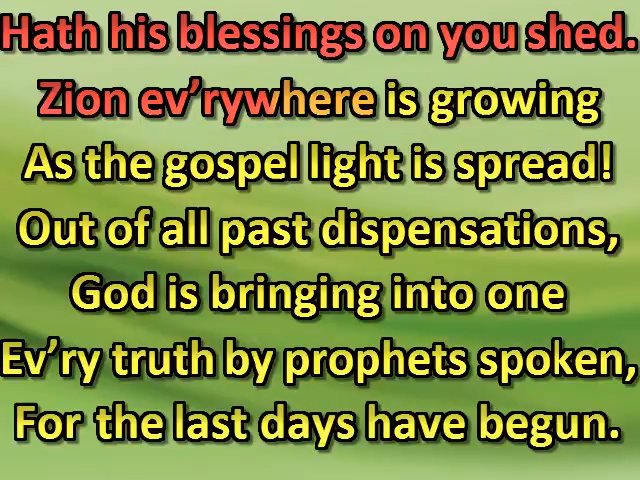 Hath his blessings on you shed.
Zion ev’rywhere is growing
As the gospel light is spread!
Out of all past dispensations,
God is bringing into one
Ev’ry truth by prophets spoken,
For the last days have begun.